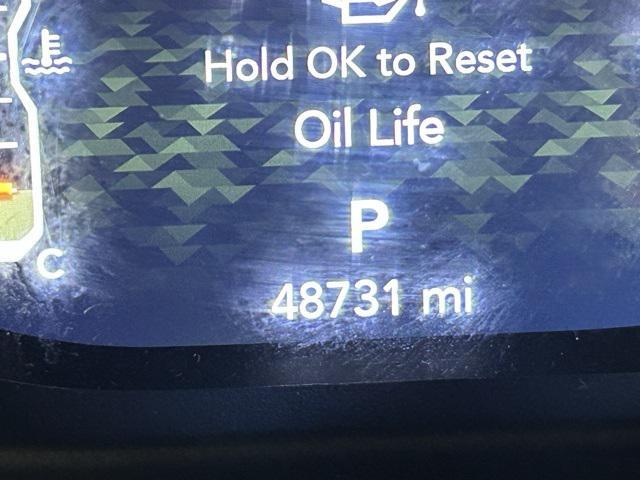 Hold OK to Reset
Oil Life
P
C
48731 mi